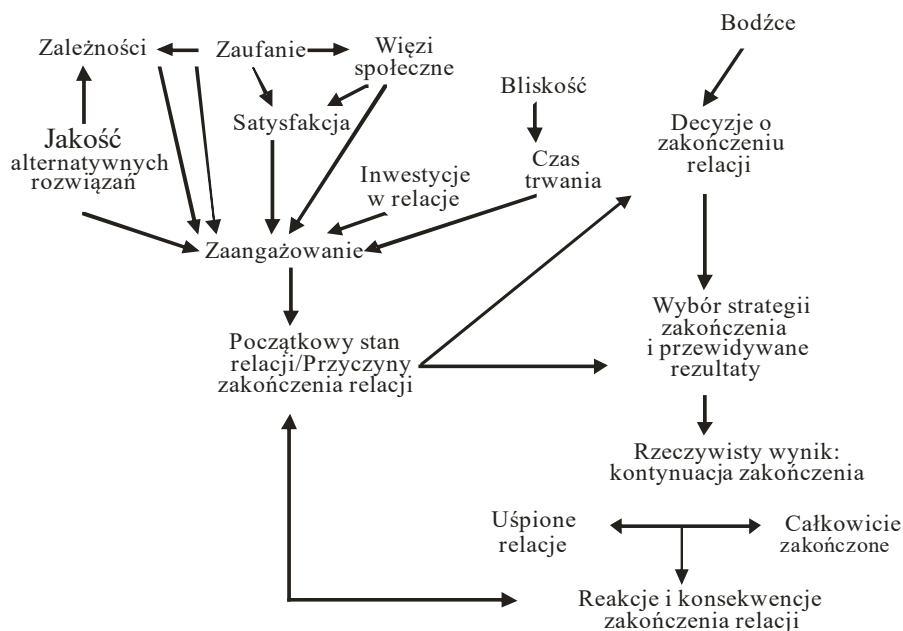 Bodźce
Zależności
Zaufanie
Więzi
społeczne
Bliskość
Satysfakcja
Decyzje o
zakończeniu
relacji
Jakość
alternatywnych
rozwiązań
Czas
trwania
Inwestycje
w relacje
Zaangażowanie
Wybór strategii
zakończenia
i przewidywane
rezultaty
Początkowy stan
relacji/Przyczyny
zakończenia relacji
Rzeczywisty wynik:
kontynuacja zakończenia
Uśpione
relacje
Całkowicie
zakończone
Reakcje i konsekwencje
zakończenia relacji